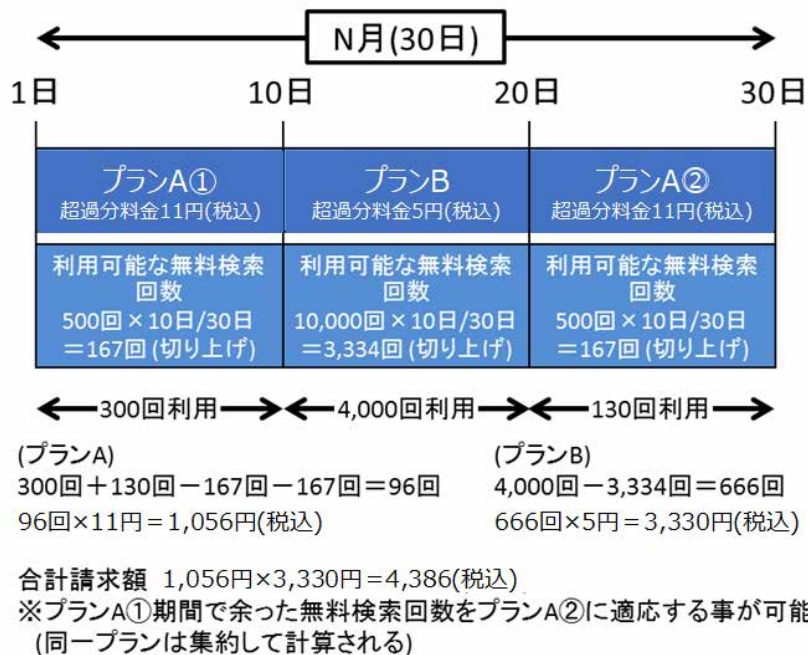 N月(30日)
1日 10日 20日 30日
プランA① プランB プランA②
超過分料金11円(税込) 超過分料金5円(税込) 超過分料金11円(税込)
利用可能な無料検索 利用可能な無料検索 利用可能な無料検索
回数 回数 回数
500回×10日/30日 10,000回×10日/30日 500回×10日/30日
＝167回(切り上げ) ＝3,334回(切り上げ) ＝167回(切り上げ)
300回利用 4,000回利用 130回利用
(プランA) (プランB)
300回＋130回－167回－167回＝96回 4,000回－3,334回＝666回
96回×11円＝1,056円(税込) 666回×5円＝3,330円(税込)
合計請求額 1,056円×3,330円＝4,386(税込)
※プランA①期間で余った無料検索回数をプランA②に適応する事が可能
(同一プランは集約して計算される)